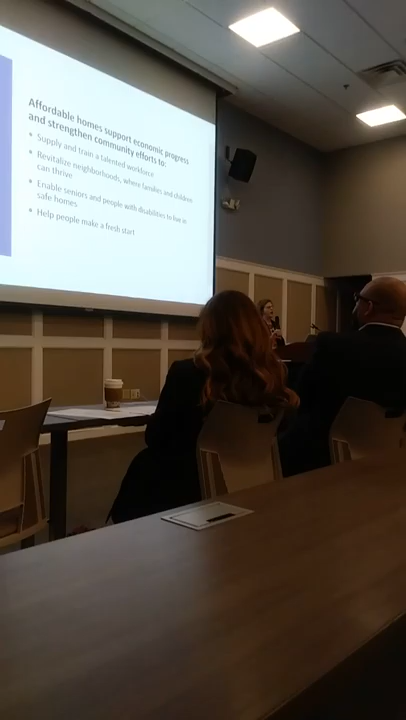 Affordable homes support economic progress
and strengthen community efforts to:
• Supply and train a talented workforce
• Revitalize neighborhoods, where families and children
can thrive
• Enable seniors and people with disabilities to live in
safe homes
• Help people make a fresh start